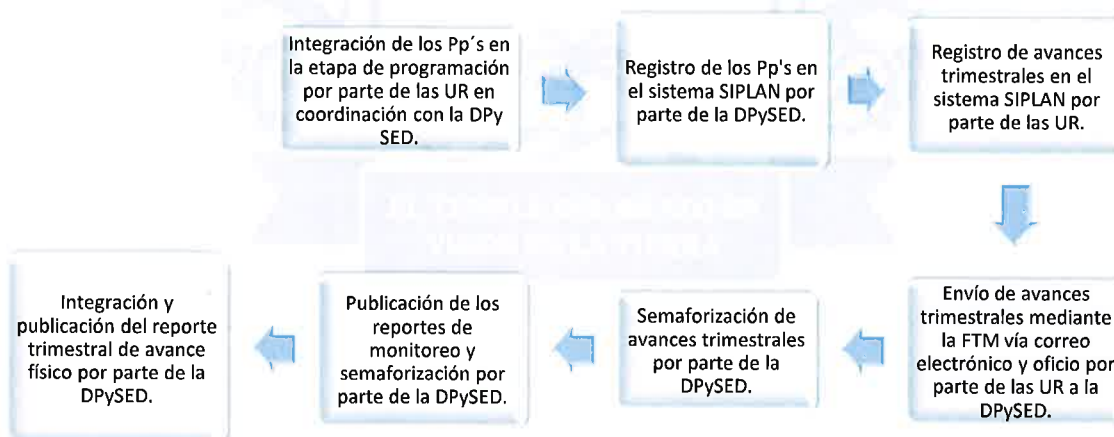 Integración de los Pp´s en
la etapa de programación
por parte de las UR en
coordinación con la DPy
SED.
Registro de los Pp's en
el sistema SIPLAN por
parte de la DPySED.
Registro de avances
trimestrales en el
sistema SIPLAN por
parte de las UR.
Envío de avances
trimestrales mediante
la FTM vía correo
electrónico y oficio por
parte de las UR a la
DPySED.
Semaforización de
avances trimestrales
por parte de la
DPySED.
Publicación de los
reportes de
monitoreo y
semaforización por
parte de la DPySED.
Integración y
publicación del reporte
trimestral de avance
físico por parte de la
DPySED.